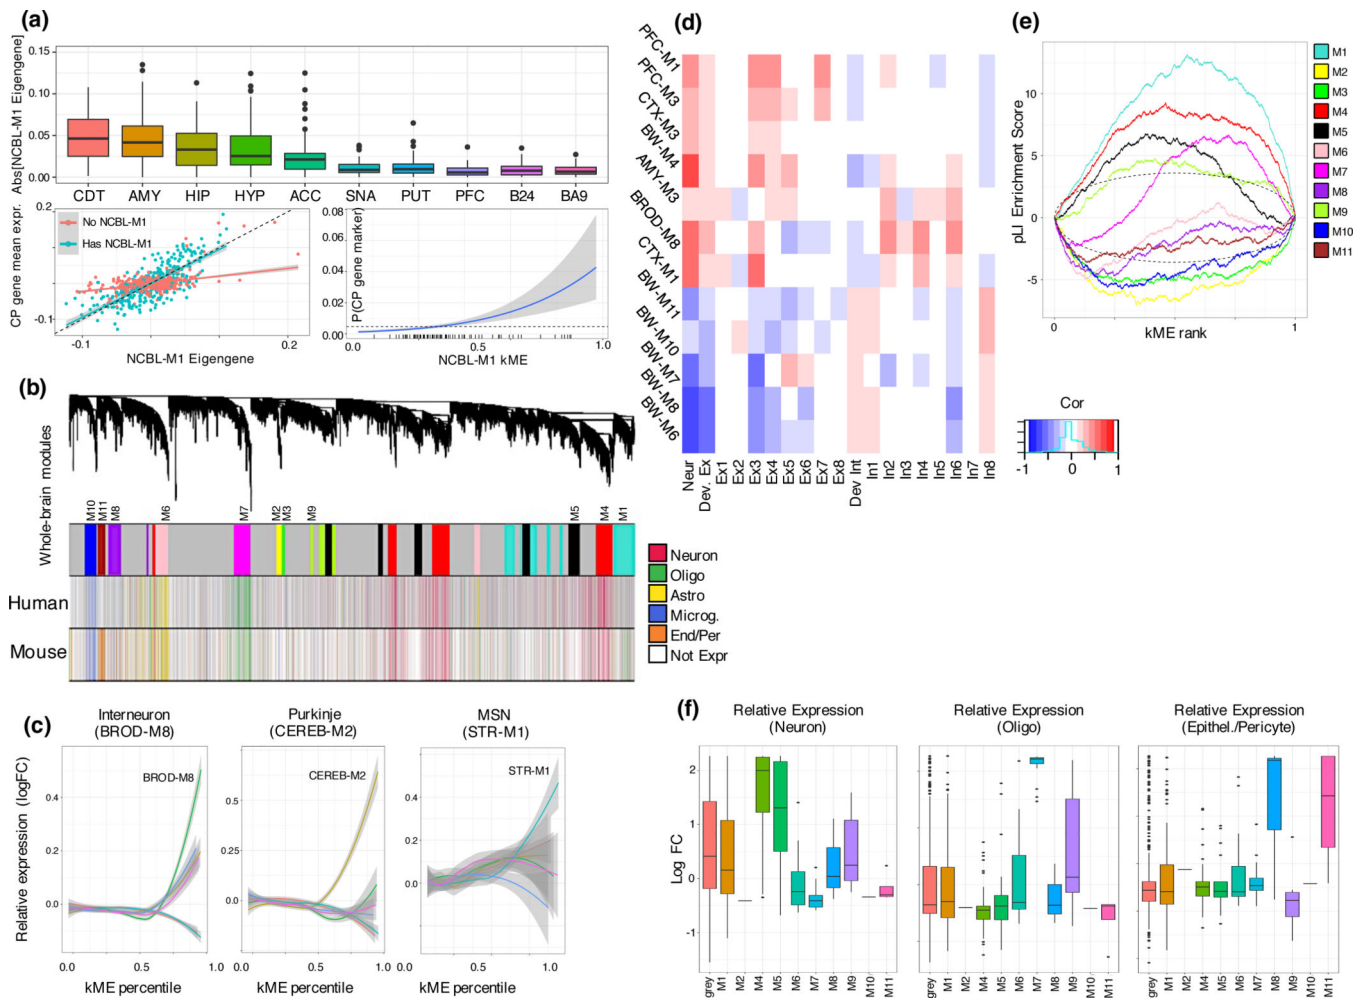 (a)
Abs[NCBL-M1 Eigengene]
0.15
0.10
0.05
0.00
CDT AMY HIP HYP ACC SNA PUT PFC B24 BA9
CP gene mean expr.
0.2
-0.1
No NCBL-M1
Has NCBL-M1
-0.1 0.2
NCBL-M1 Eigengene
P(CP gene marker)
0.08
0.06
0.04
0.02
0.00
0.0 0.5 1.0
NCBL-M1 kME
(b)
Whole-brain modules
M10 M11 M8 M6 M7 M2 M3 M9 M5 M4 M1
Human
Mouse
Neuron
Oligo
Astro
Microg.
End/Per
Not Expr
(c)
Relative expression (logFC)
Interneuron
(BROD-M8)
BROD-M8
0.4
0.2
0.0
0.0 0.5 1.0
kME percentile
Purkinje
(CEREB-M2)
CEREB-M2
0.5
0.25
0.0
0.0 0.5 1.0
kME percentile
MSN
(STR-M1)
STR-M1
0.4
0.2
0.0
0.0 0.5 1.0
kME percentile
(d)
PFC-M1
PFC-M3
CTX-M3
BW-M4
AMY-M3
BROD-M8
CTX-M1
BW-M11
BW-M10
BW-M7
BW-M8
BW-M6
Neur Dev. Ex Ex1 Ex2 Ex3 Ex4 Ex5 Ex6 Ex7 Ex8 Dev Int In1 In2 In3 In4 In5 In6 In7 In8
Cor
-1 0 1
(e)
pLI Enrichment Score
10
5
0
-5
0 1
kME rank
M1
M2
M3
M4
M5
M6
M7
M8
M9
M10
M11
(f)
Log FC
Relative Expression
(Neuron)
2
1
0
-1
grey M1 M2 M4 M5 M6 M7 M8 M9 M10 M11
Relative Expression
(Oligo)
grey M1 M2 M4 M5 M6 M7 M8 M9 M10 M11
Relative Expression
(Epithel./Pericyte)
grey M1 M2 M4 M5 M6 M7 M8 M9 M10 M11